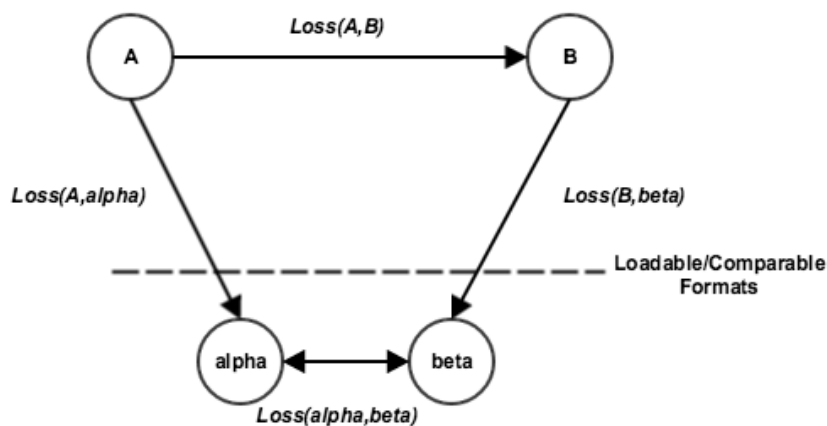 Loss(A,B)
A
B
Loss(A,alpha)
Loss(B,beta)
Loadable/Comparable
Formats
alpha
beta
Loss(alpha,beta)